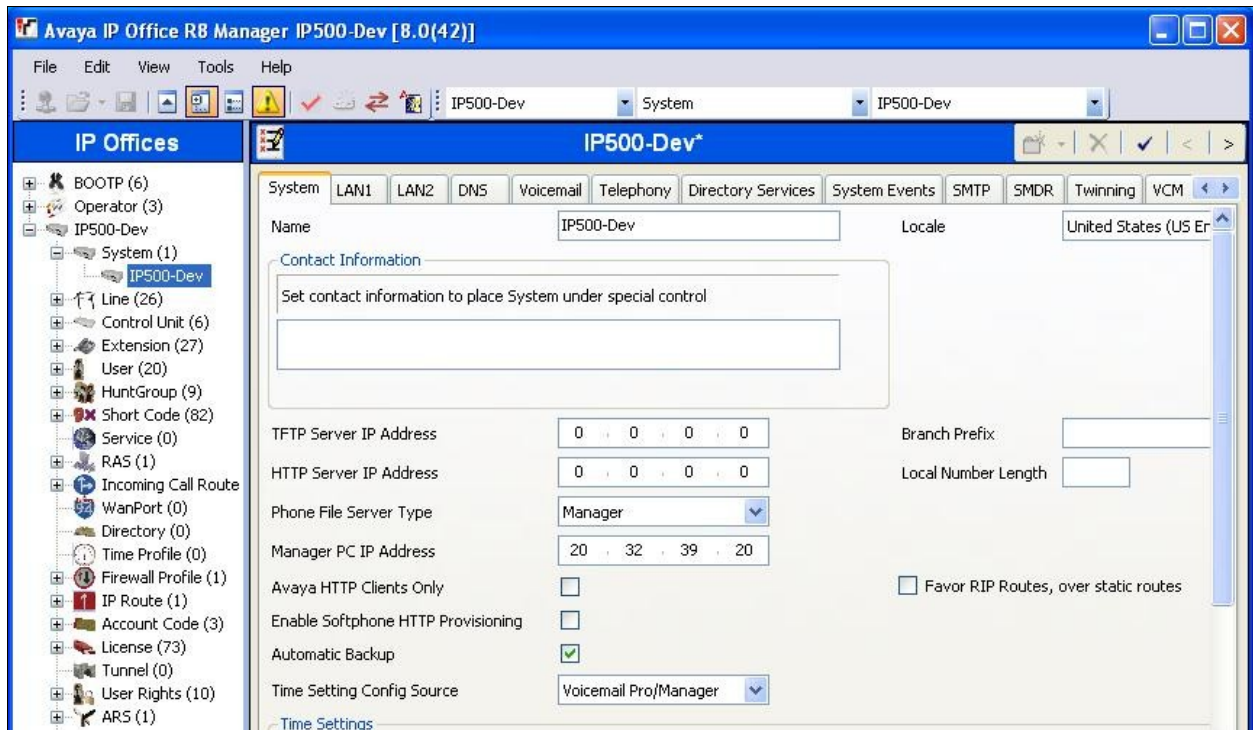 Avaya IP Office R8 Manager IP500-Dev [8.0(42)]
File Edit View Tools Help
IP500-Dev System IP500-Dev
IP Offices
BOOTP (6)
Operator (3)
IP500-Dev
System (1)
IP500-Dev
Line (26)
Control Unit (6)
Extension (27)
User (20)
HuntGroup (9)
Short Code (82)
Service (0)
RAS (1)
Incoming Call Route
WanPort (0)
Directory (0)
Time Profile (0)
Firewall Profile (1)
IP Route (1)
Account Code (3)
License (73)
Tunnel (0)
User Rights (10)
ARS (1)
IP500-Dev*
System LAN1 LAN2 DNS Voicemail Telephony Directory Services System Events SMTP SMDR Twinning VCM
Name IP500-Dev Locale United States (US Er
Contact Information
Set contact information to place System under special control
TFTP Server IP Address 0 . 0 . 0 . 0 Branch Prefix
HTTP Server IP Address 0 . 0 . 0 . 0 Local Number Length
Phone File Server Type Manager
Manager PC IP Address 20 . 32 . 39 . 20
Avaya HTTP Clients Only Favor RIP Routes, over static routes
Enable Softphone HTTP Provisioning
Automatic Backup
Time Setting Config Source Voicemail Pro/Manager
Time Settings